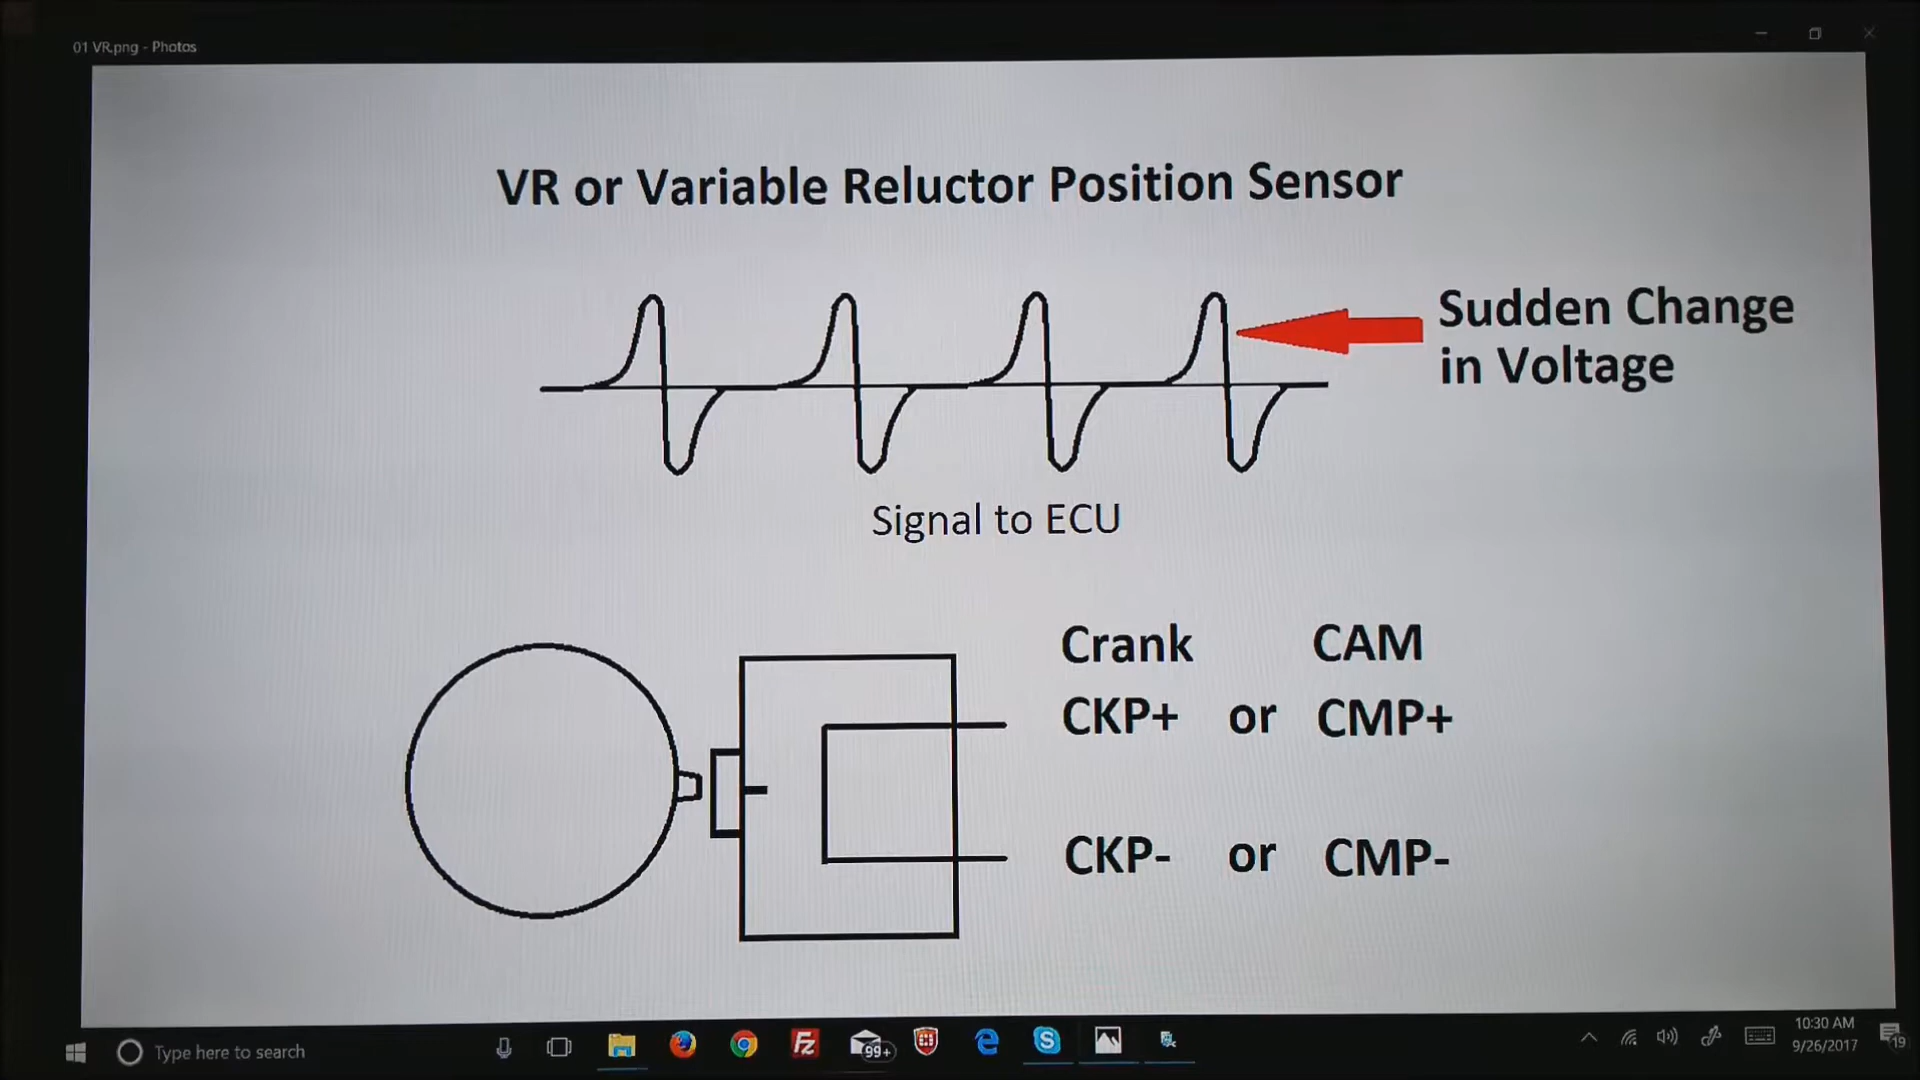 01 VR.png - Photos
VR or Variable Reluctor Position Sensor
Sudden Change
in Voltage
Signal to ECU
Crank CAM
CKP+ or CMP+
CKP- or CMP-
Type here to search
99+
10:30 AM
9/26/2017
19